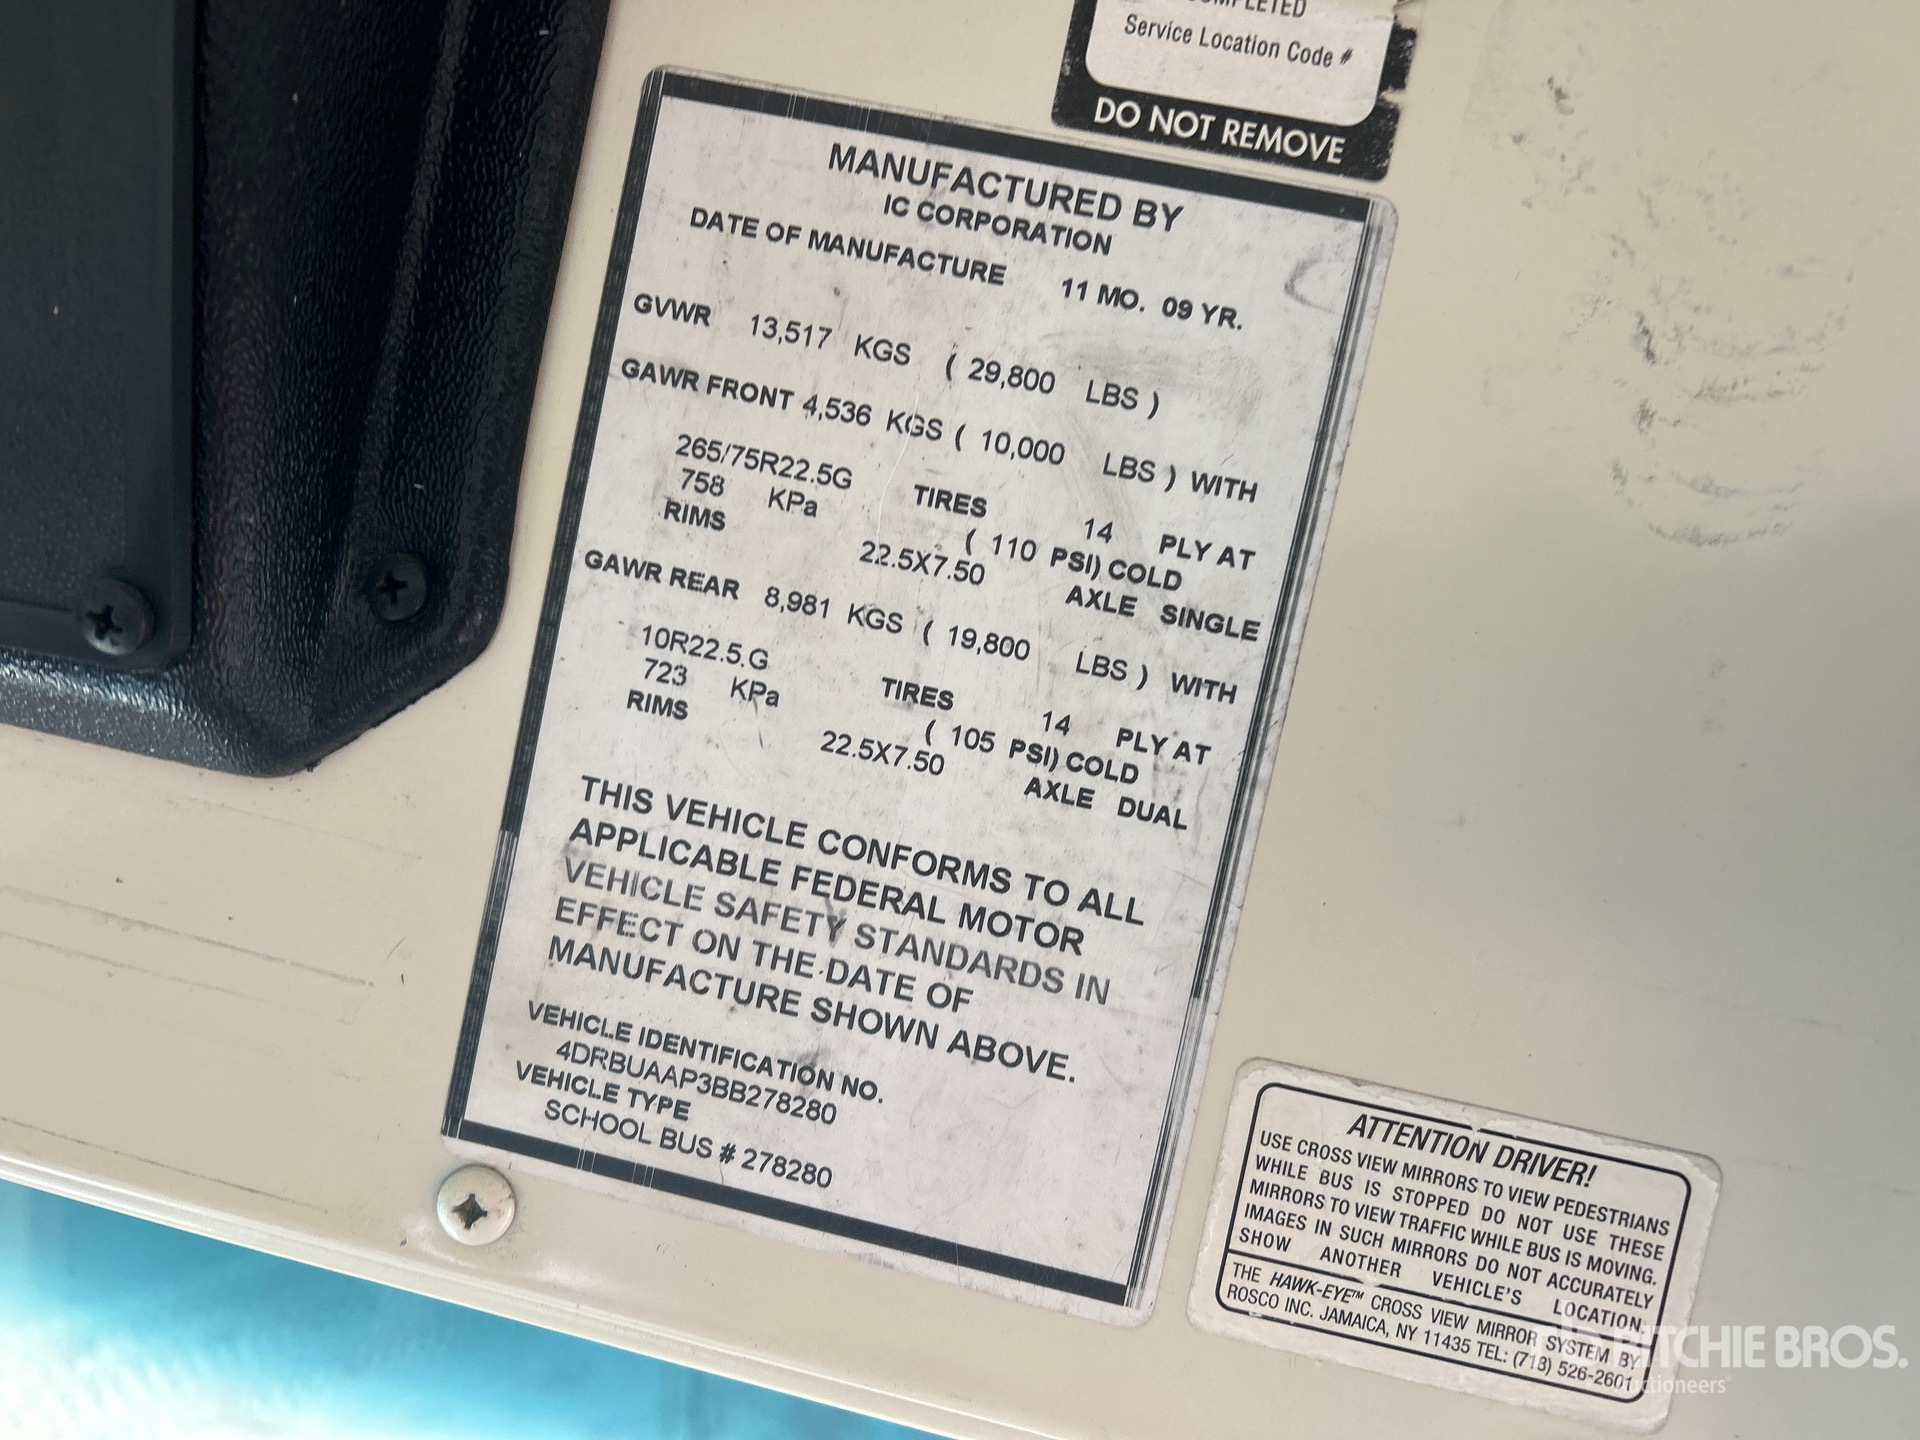 COMPLETED
Service Location Code #
DO NOT REMOVE
MANUFACTURED BY
IC CORPORATION
DATE OF MANUFACTURE 11 MO. 09 YR.
GVWR 13,517 KGS ( 29,800 LBS )
GAWR FRONT 4,536 KGS ( 10,000 LBS ) WITH
265/75R22.5G TIRES 14 PLY AT
758 KPa ( 110 PSI) COLD
RIMS 22.5X7.50 AXLE SINGLE
GAWR REAR 8,981 KGS ( 19,800 LBS ) WITH
10R22.5.G TIRES 14 PLY AT
723 KPa ( 105 PSI) COLD
RIMS 22.5X7.50 AXLE DUAL
THIS VEHICLE CONFORMS TO ALL
APPLICABLE FEDERAL MOTOR
VEHICLE SAFETY STANDARDS IN
EFFECT ON THE DATE OF
MANUFACTURE SHOWN ABOVE.
VEHICLE IDENTIFICATION NO.
4DRBUAAP3BB278280
VEHICLE TYPE
SCHOOL BUS # 278280
ATTENTION DRIVER!
USE CROSS VIEW MIRRORS TO VIEW PEDESTRIANS
WHILE BUS IS STOPPED DO NOT USE THESE
MIRRORS TO VIEW TRAFFIC WHILE BUS IS MOVING.
IMAGES IN SUCH MIRRORS DO NOT ACCURATELY
SHOW ANOTHER VEHICLE'S LOCATION.
THE HAWK-EYE™ CROSS VIEW MIRROR SYSTEM BY
ROSCO INC. JAMAICA, NY 11435 TEL: (718) 526-2601
RITCHIE BROS.
Auctioneers